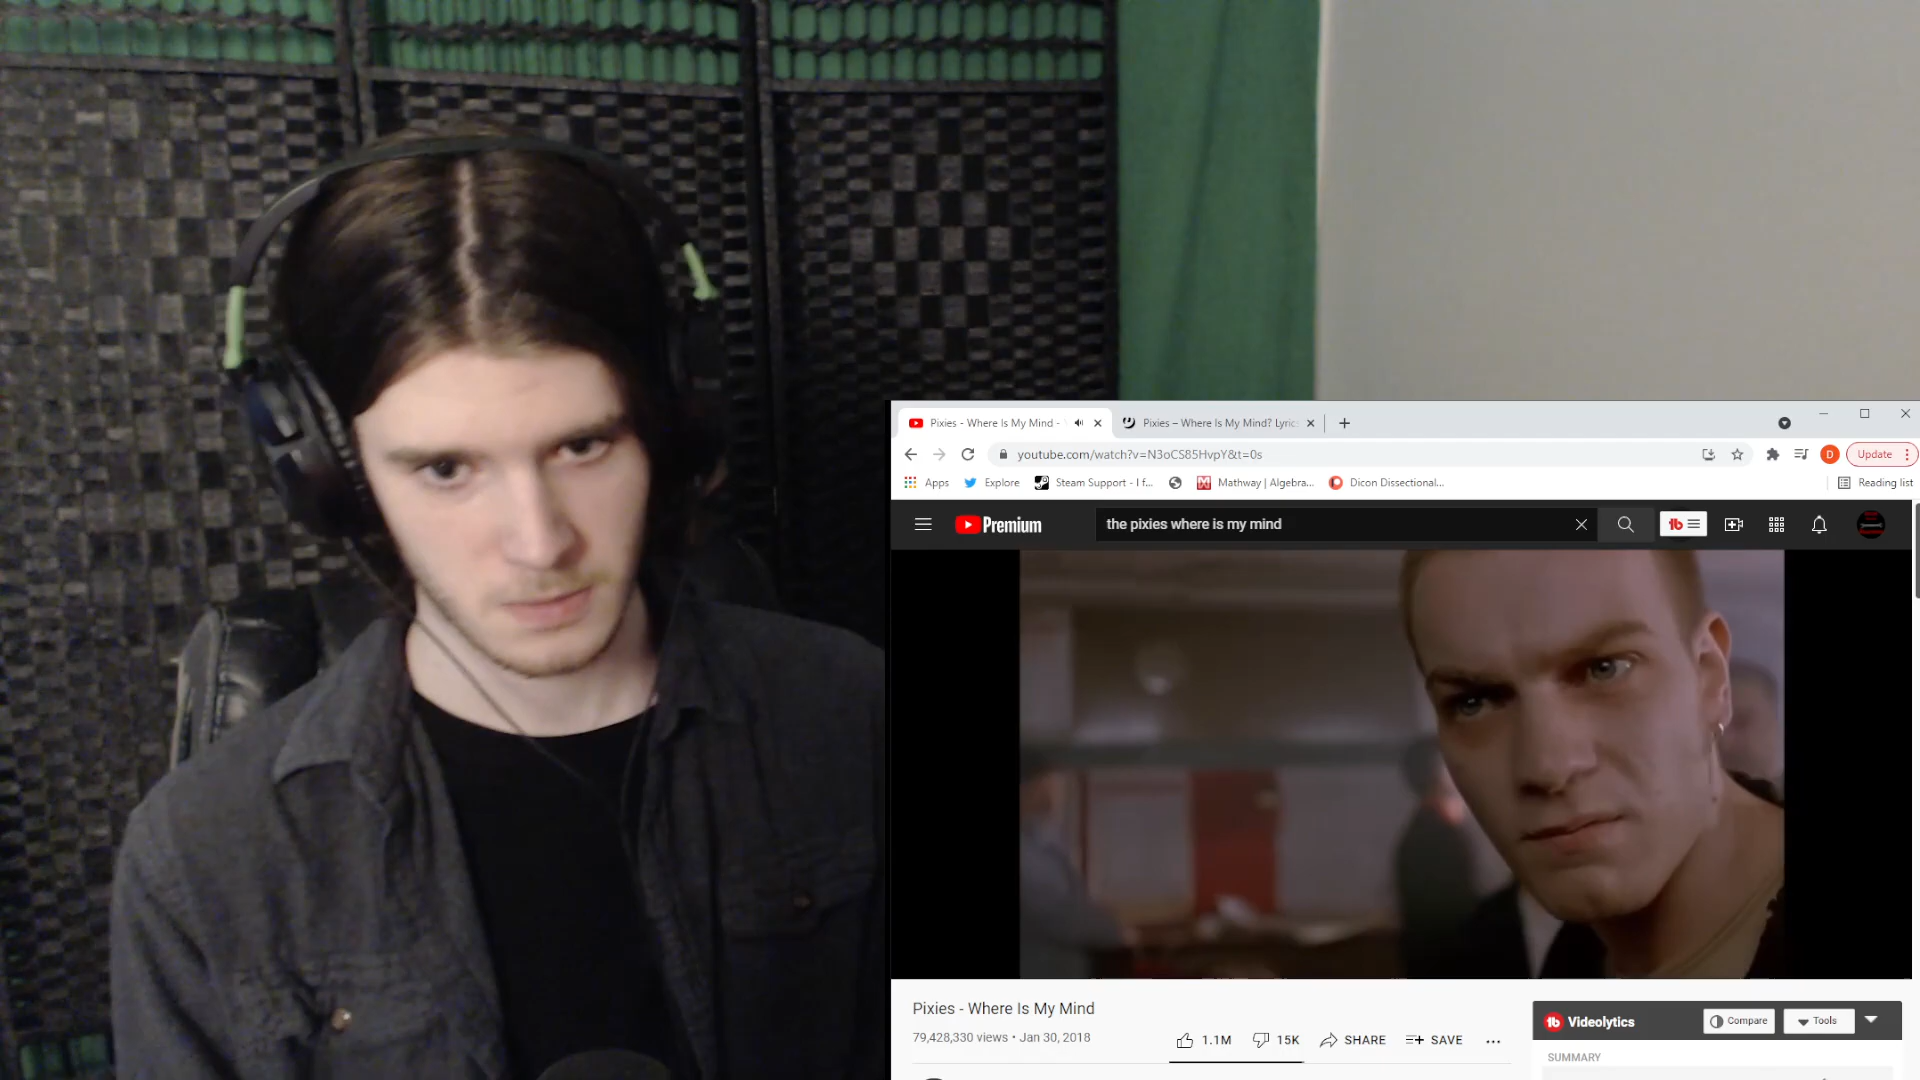 Pixies - Where Is My Mind -
Pixies – Where Is My Mind? Lyric
youtube.com/watch?v=N3oCS85HvpY&t=0s
D
Update
Apps
Explore
Steam Support - I f...
Mathway | Algebra...
Dicon Dissectional...
Reading list
Premium
the pixies where is my mind
tb
Pixies - Where Is My Mind
79,428,330 views • Jan 30, 2018
1.1M
15K
SHARE
SAVE
tb Videolytics
Compare
Tools
SUMMARY